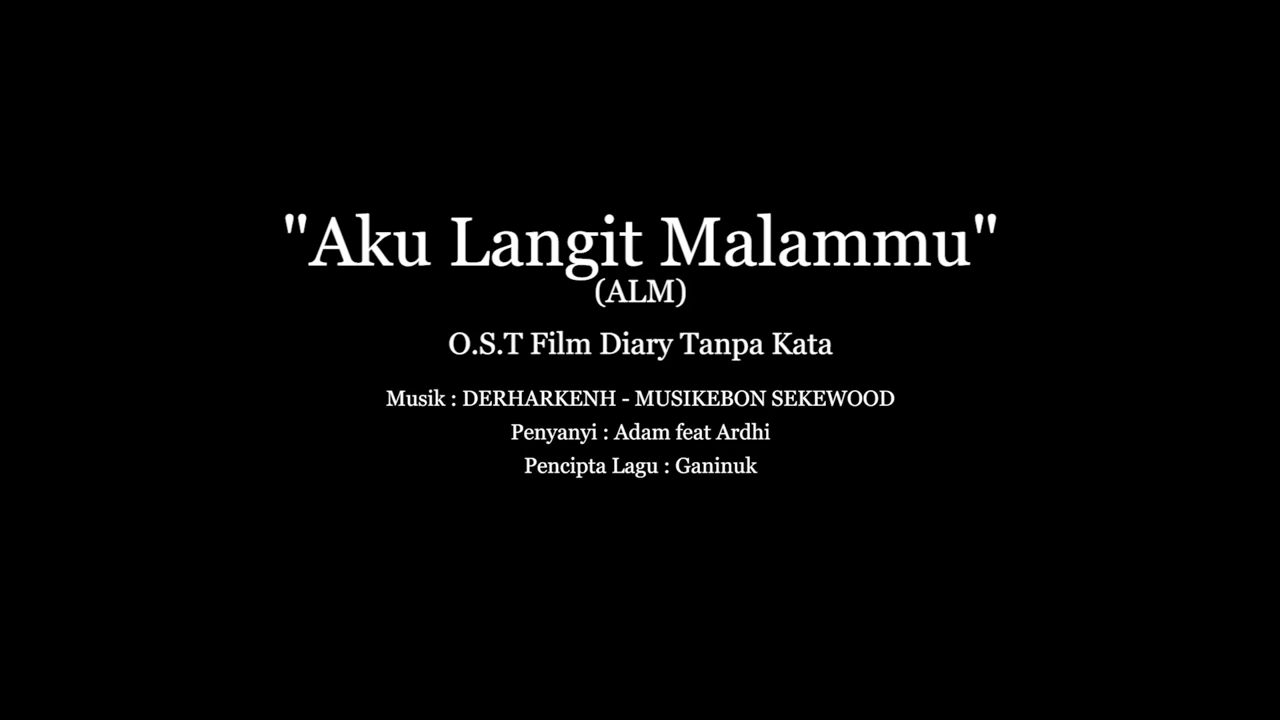 "Aku Langit Malammu"
(ALM)
O.S.T Film Diary Tanpa Kata
Musik : DERHARKENH - MUSIKEBON SEKEWOOD
Penyanyi : Adam feat Ardhi
Pencipta Lagu : Ganinuk